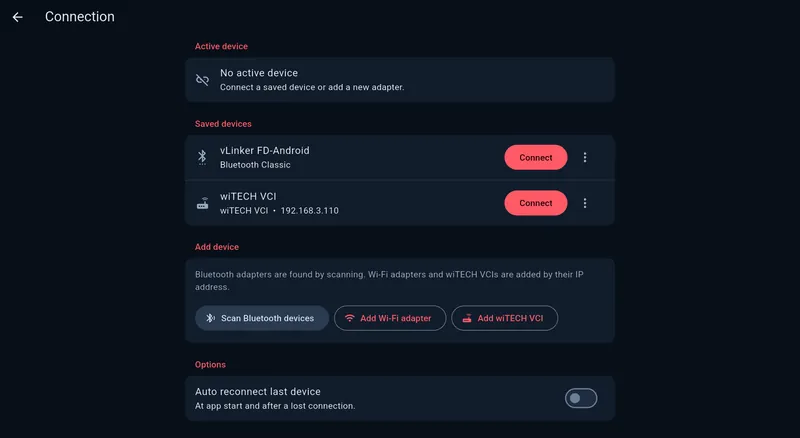 Connection
Active device
No active device
Connect a saved device or add a new adapter.
Saved devices
vLinker FD-Android
Bluetooth Classic
Connect
wiTECH VCI
wiTECH VCI • 192.168.3.110
Connect
Add device
Bluetooth adapters are found by scanning. Wi-Fi adapters and wiTECH VCIs are added by their IP
address.
Scan Bluetooth devices
Add Wi-Fi adapter
Add wiTECH VCI
Options
Auto reconnect last device
At app start and after a lost connection.